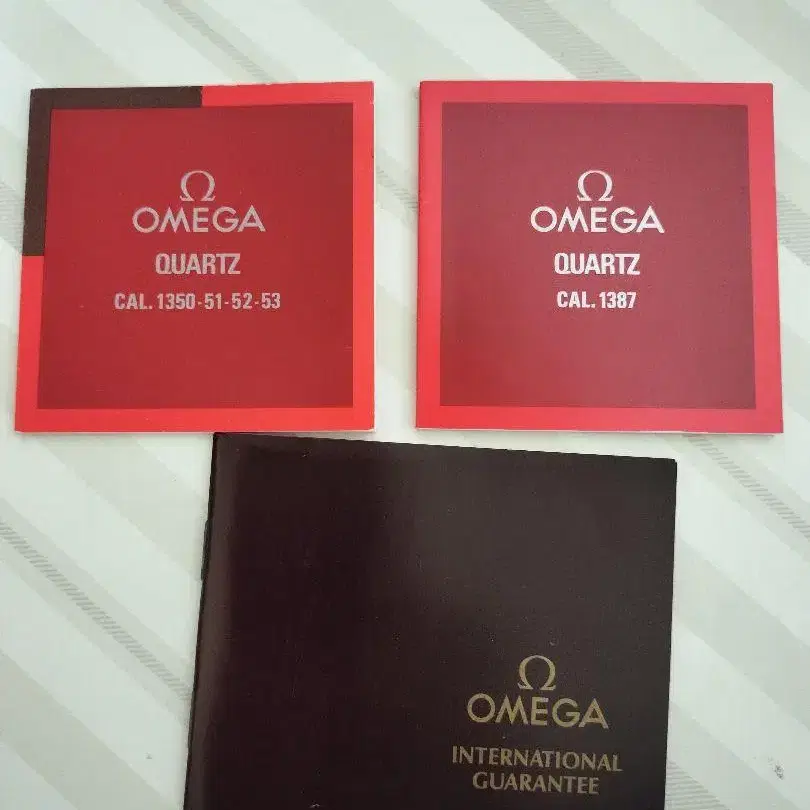 Ω
OMEGA
QUARTZ
CAL. 1350-51-52-53
Ω
OMEGA
QUARTZ
CAL. 1387
Ω
OMEGA
INTERNATIONAL
GUARANTEE